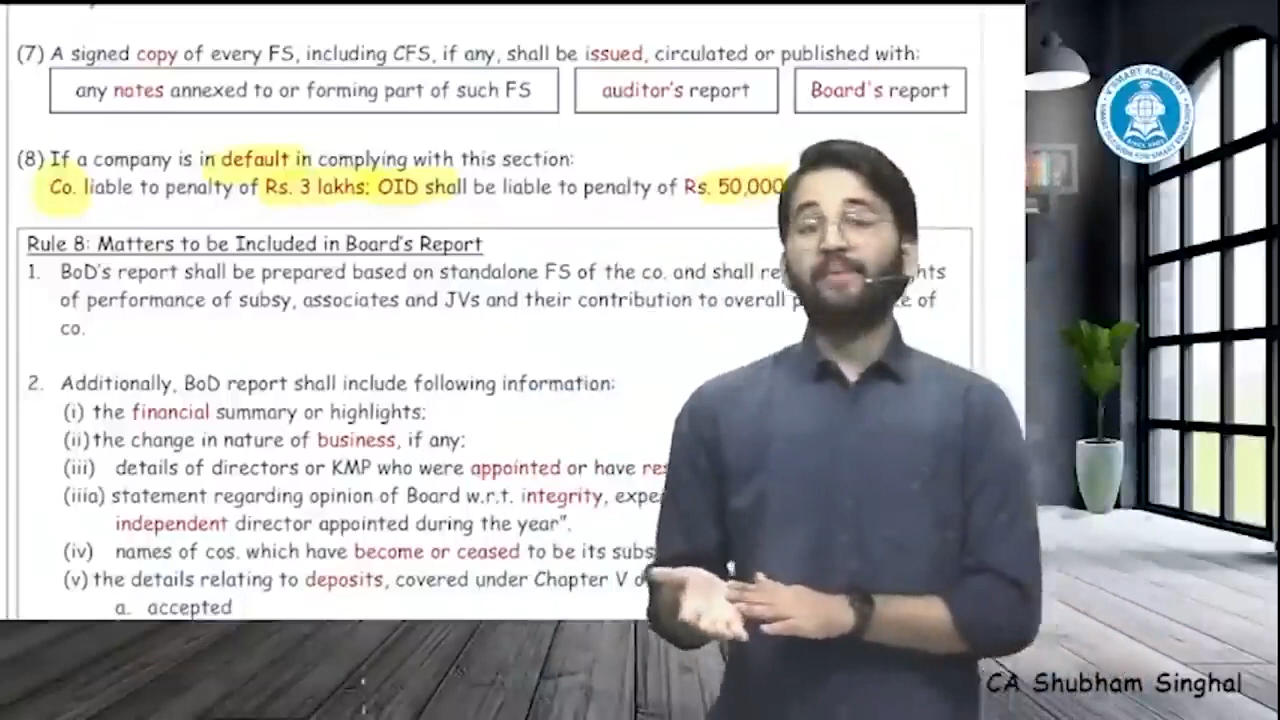 (7) A signed copy of every FS, including CFS, if any, shall be issued, circulated or published with:
any notes annexed to or forming part of such FS
auditor's report
Board's report
(8) If a company is in default in complying with this section:
Co. liable to penalty of Rs. 3 lakhs; OID shall be liable to penalty of Rs. 50,000
Rule 8: Matters to be Included in Board's Report
1. BoD's report shall be prepared based on standalone FS of the co. and shall
of performance of subsy, associates and JVs and their contribution to overall of
co.
2. Additionally, BoD report shall include following information:
(i) the financial summary or highlights;
(ii) the change in nature of business, if any;
(iii) details of directors or KMP who were appointed or have
(iiia) statement regarding opinion of Board w.r.t. integrity,
independent director appointed during the year".
(iv) names of cos. which have become or ceased to be its
(v) the details relating to deposits, covered under Chapter V
a. accepted
V'SMART ACADEMY
CA Shubham Singhal